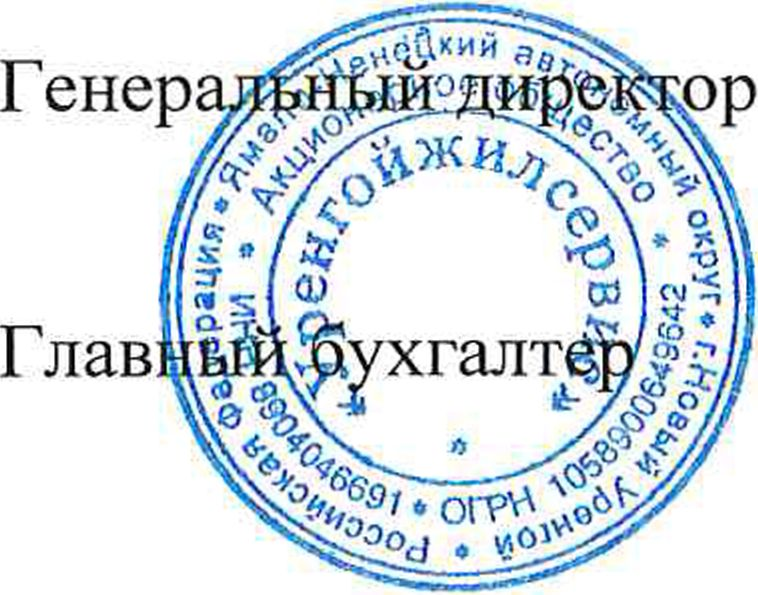 Генеральный директор
Главный бухгалтер
Российская Федерация * Ямало-Ненецкий автономный округ * г.Новый Уренгой *
Акционерное общество
* ИНН 8904046691 * ОГРН 1058900649642 *
«Уренгойжилсервис»